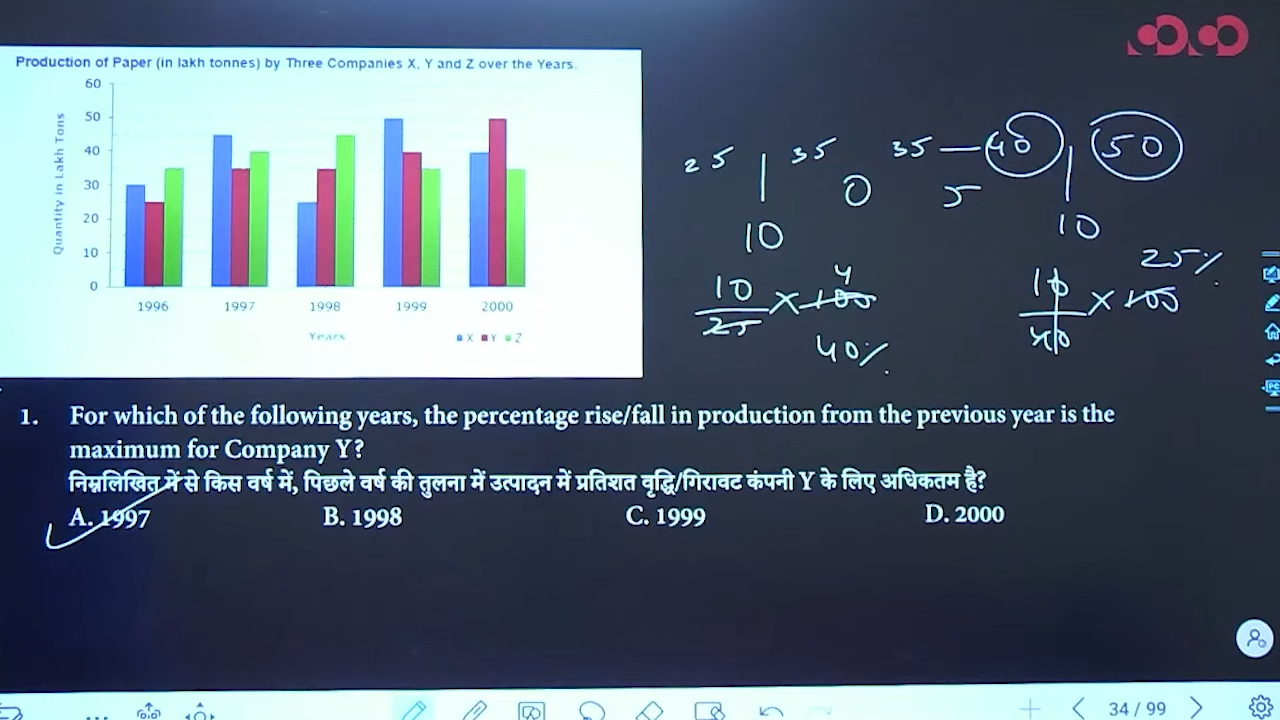 Production of Paper (in lakh tonnes) by Three Companies X, Y and Z over the Years.
60
50
40
30
20
10
0
Quantity in Lakh Tons
1996 1997 1998 1999 2000
Years
X Y Z
25 | 35 35 — 40 | 50
0 5
10 10
10/25 × 100 4
40%
10/40 × 100 25%
1. For which of the following years, the percentage rise/fall in production from the previous year is the
maximum for Company Y?
निम्नलिखित में से किस वर्ष में, पिछले वर्ष की तुलना में उत्पादन में प्रतिशत वृद्धि/गिरावट कंपनी Y के लिए अधिकतम है?
A. 1997 B. 1998 C. 1999 D. 2000
34 / 99